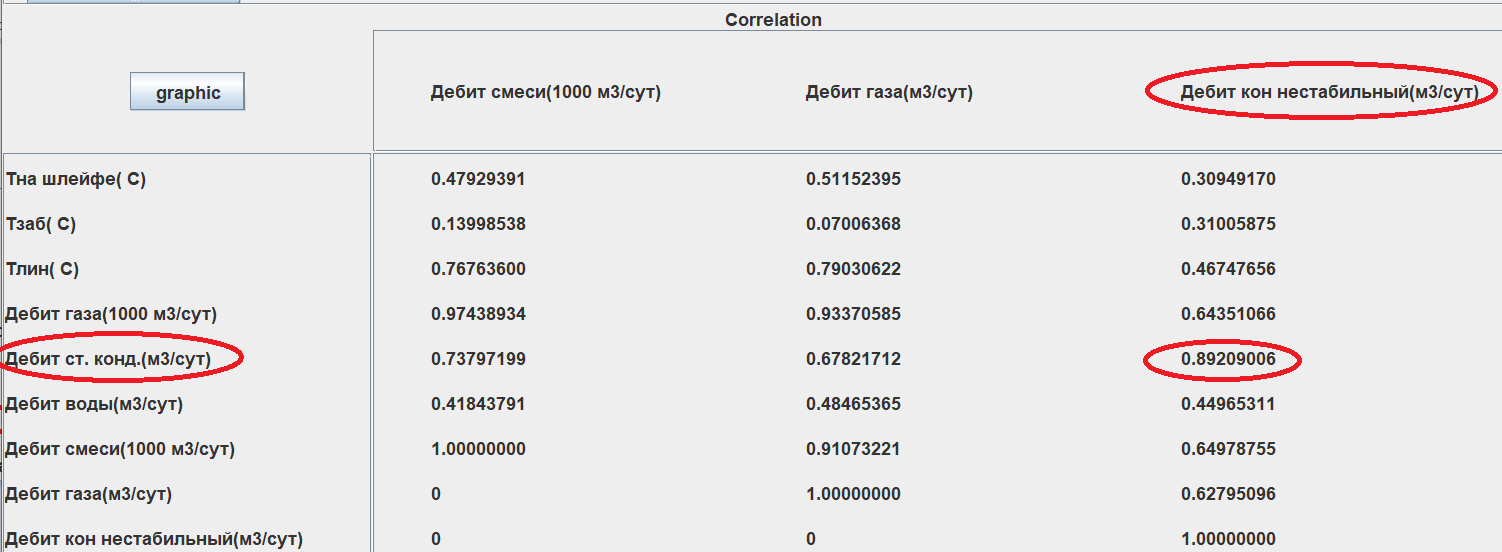 Correlation
graphic Дебит смеси(1000 м3/сут) Дебит газа(м3/сут) Дебит кон нестабильный(м3/сут)
Тна шлейфе( С) 0.47929391 0.51152395 0.30949170
Тзаб( С) 0.13998538 0.07006368 0.31005875
Тлин( С) 0.76763600 0.79030622 0.46747656
Дебит газа(1000 м3/сут) 0.97438934 0.93370585 0.64351066
Дебит ст. конд.(м3/сут) 0.73797199 0.67821712 0.89209006
Дебит воды(м3/сут) 0.41843791 0.48465365 0.44965311
Дебит смеси(1000 м3/сут) 1.00000000 0.91073221 0.64978755
Дебит газа(м3/сут) 0 1.00000000 0.62795096
Дебит кон нестабильный(м3/сут) 0 0 1.00000000